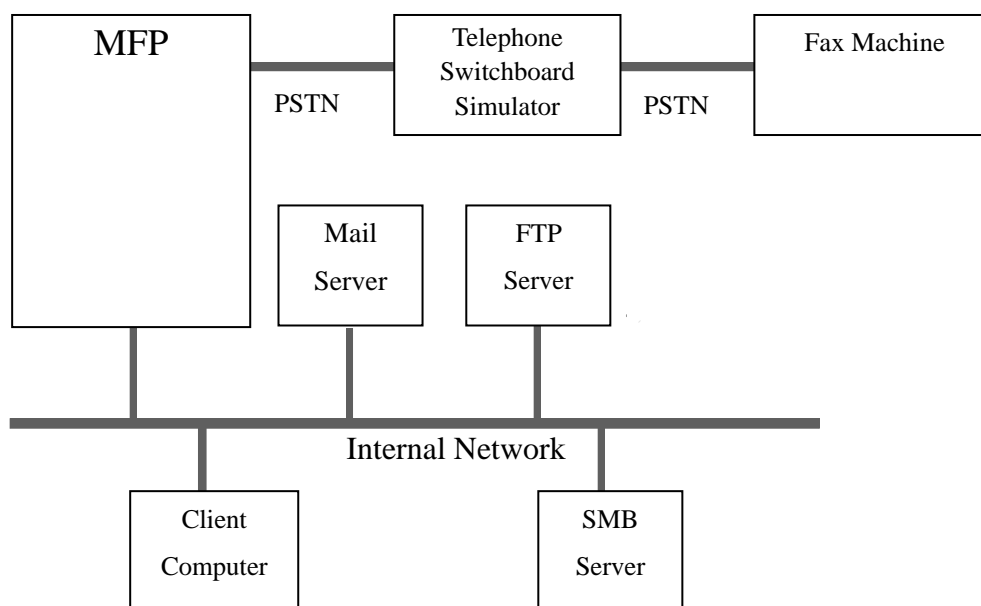 MFP
Telephone
Switchboard
Simulator
Fax Machine
PSTN
PSTN
Mail
Server
FTP
Server
Internal Network
Client
Computer
SMB
Server